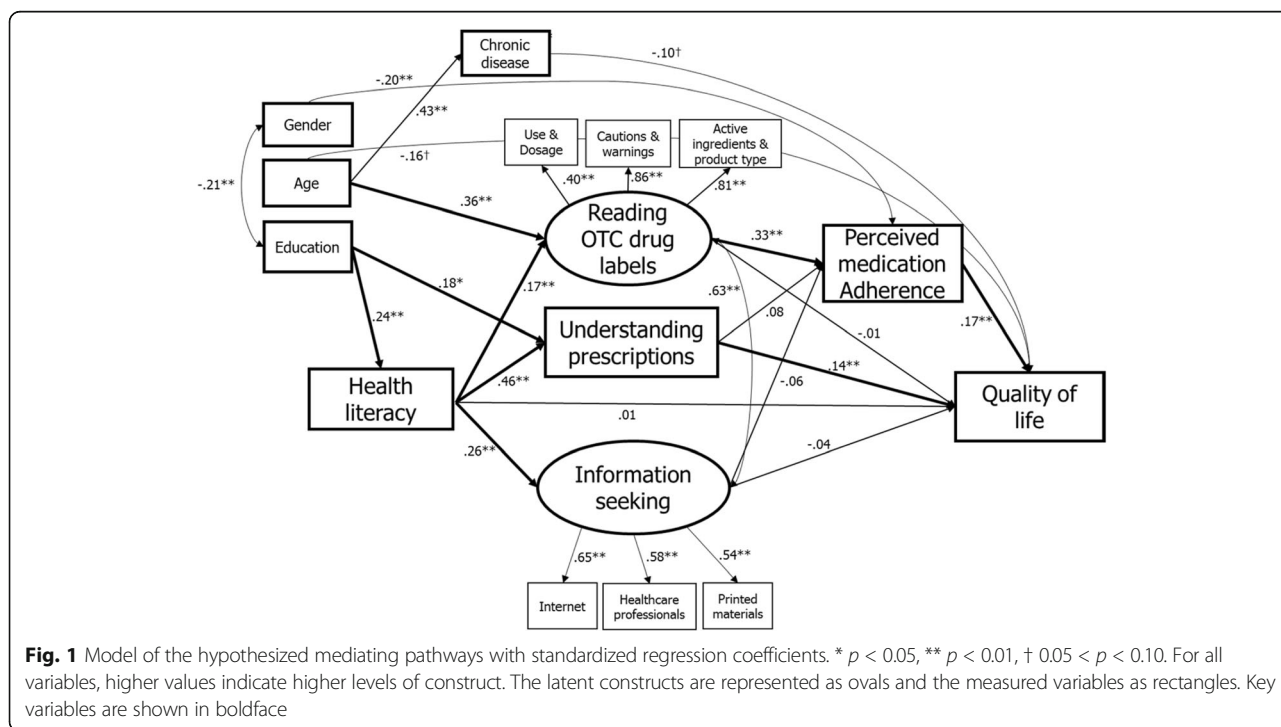 Chronic
disease
-.10†
-.20**
.43**
Gender
Use &
Dosage
Cautions &
warnings
Active
ingredients &
product type
-.16†
Age
-.21**
.40**
.86**
.81**
.36**
Reading
OTC drug
labels
Education
.33**
Perceived
medication
Adherence
.18*
.17**
.63**
.08
.17**
.24**
Understanding
prescriptions
-.01
.46**
.14**
Health
literacy
-.06
.01
Quality of
life
.26**
-.04
Information
seeking
.65**
.58**
.54**
Internet
Healthcare
professionals
Printed
materials
Fig. 1 Model of the hypothesized mediating pathways with standardized regression coefficients. * p < 0.05, ** p < 0.01, † 0.05 < p < 0.10. For all
variables, higher values indicate higher levels of construct. The latent constructs are represented as ovals and the measured variables as rectangles. Key
variables are shown in boldface